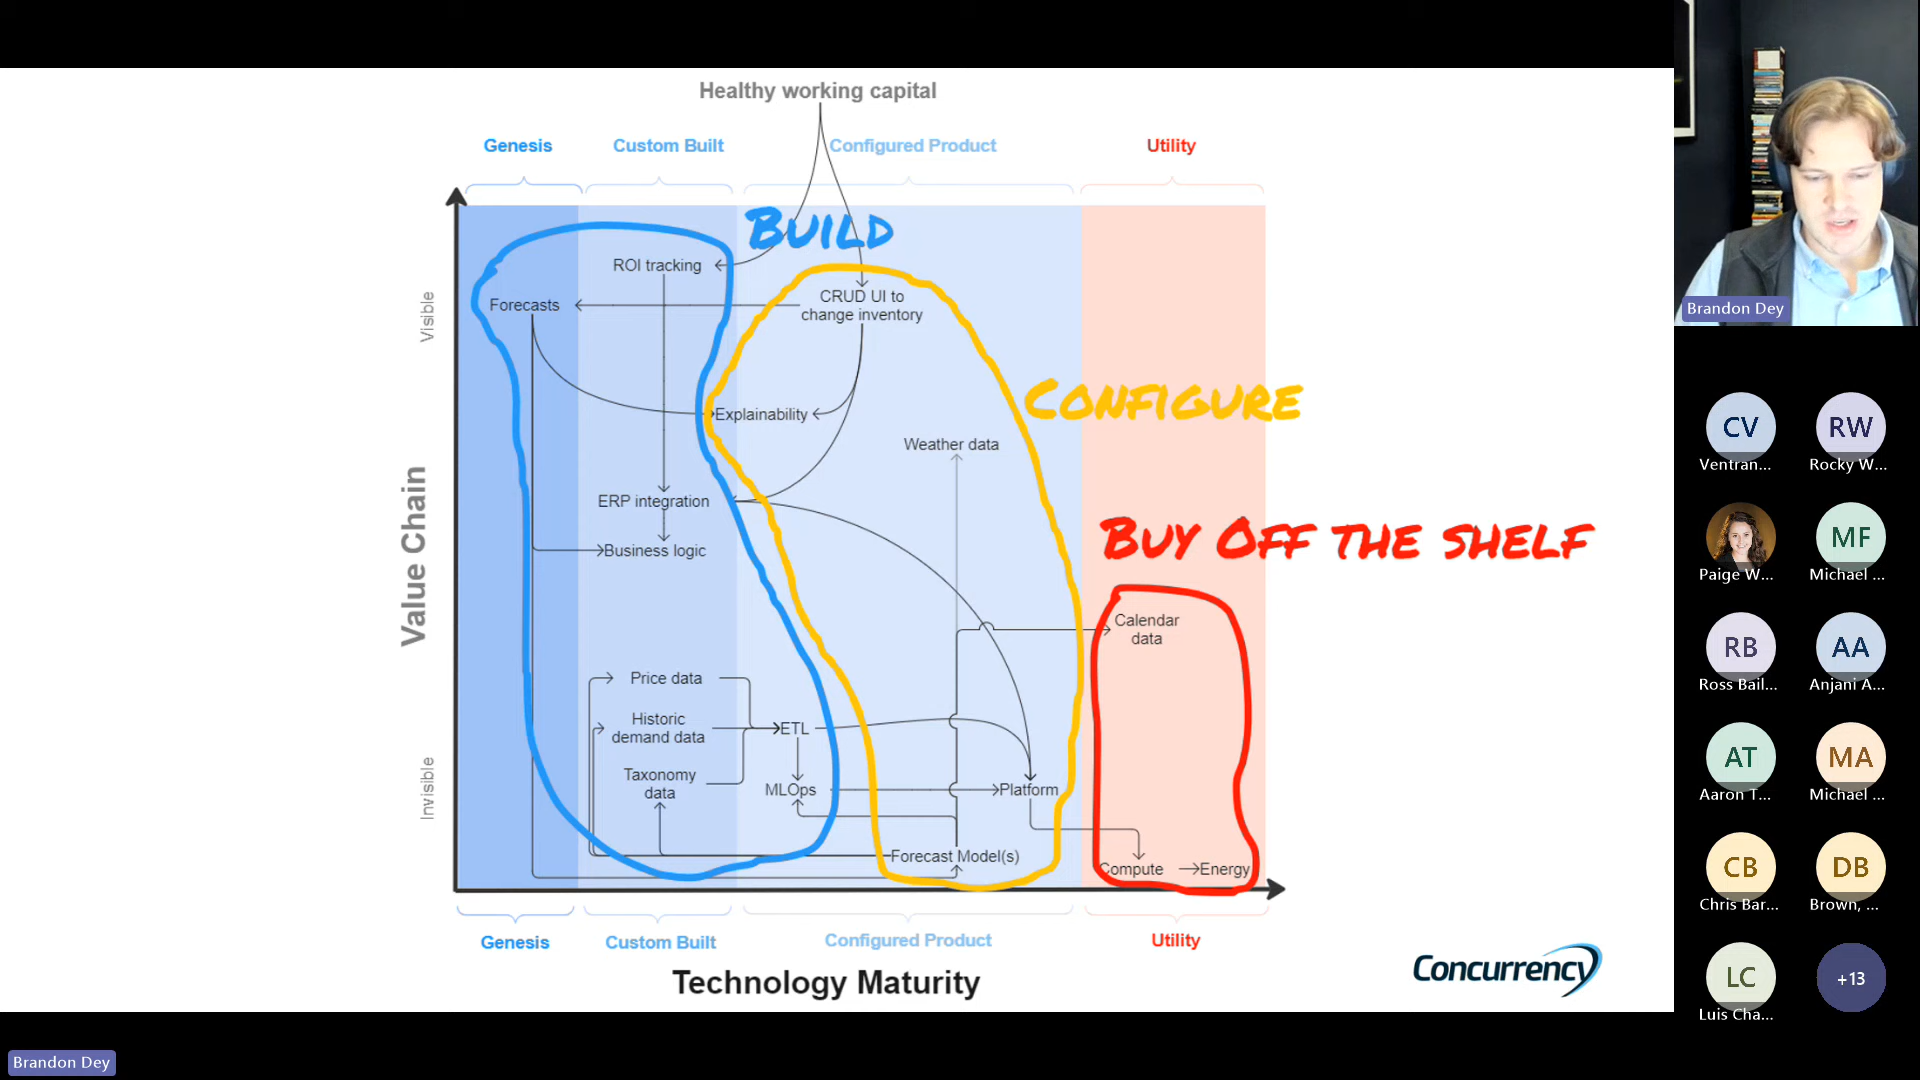 Healthy working capital
Genesis
Custom Built
Configured Product
Utility
BUILD
ROI tracking
Forecasts
CRUD UI to
change inventory
CONFIGURE
Explainability
Weather data
ERP integration
Business logic
BUY OFF THE SHELF
Calendar
data
Price data
Historic
demand data
ETL
Taxonomy
data
MLOps
Platform
Forecast Model(s)
Compute
Energy
Visible
Value Chain
Invisible
Genesis
Custom Built
Configured Product
Utility
Technology Maturity
Concurrency
Brandon Dey
CV
Ventran...
RW
Rocky W...
Paige W...
MF
Michael ...
RB
Ross Bail...
AA
Anjani A...
AT
Aaron T...
MA
Michael ...
CB
Chris Bar...
DB
Brown, ...
LC
Luis Cha...
+13
Brandon Dey